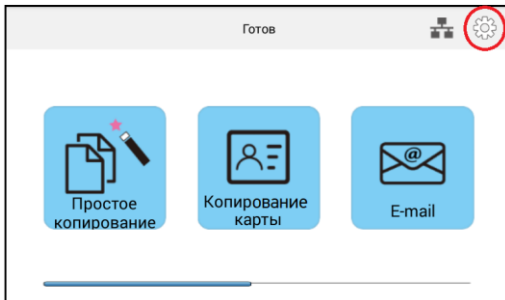 Готов
Простое
копирование
Копирование
карты
E-mail